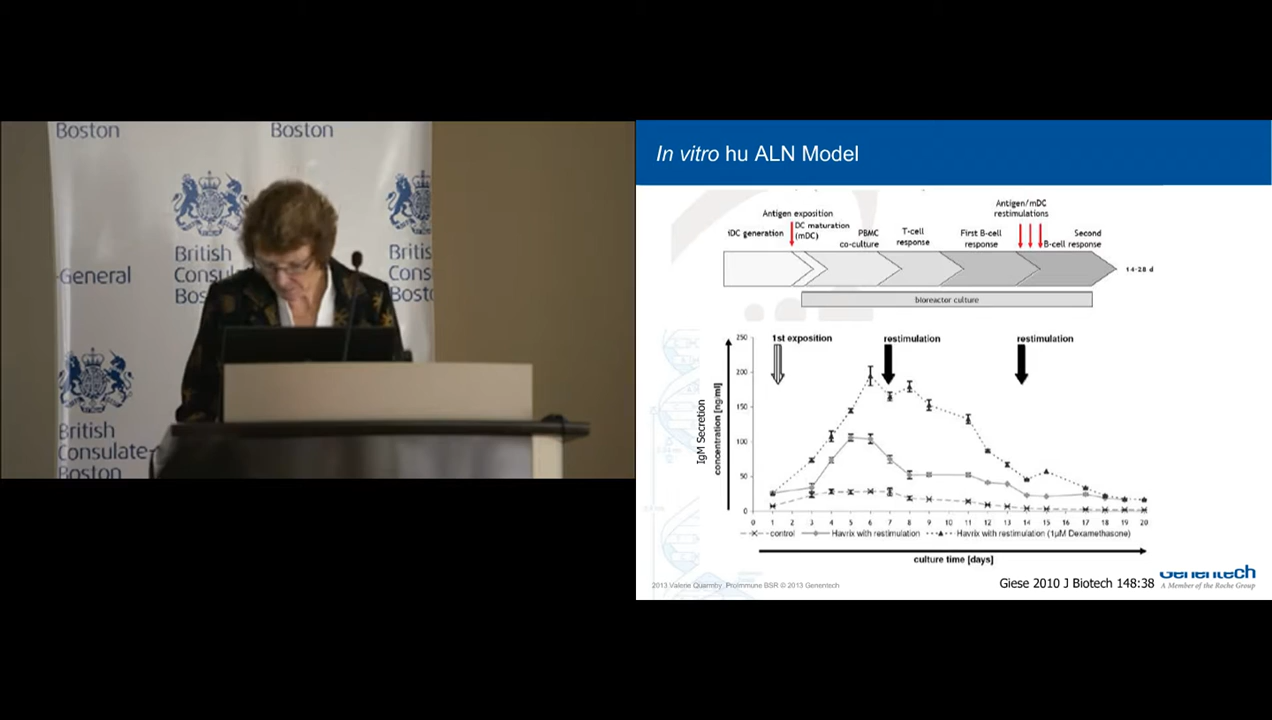 Boston
Boston
British
Consul
Bos
-General
British
Consulate-
Boston
British
Boston
In vitro hu ALN Model
Antigen exposition
Antigen/mDC
restimulations
iDC generation
DC maturation
(mDC)
PBMC
co-culture
T-cell
response
First B-cell
response
Second
B-cell response
14-28 d
bioreactor culture
1st exposition
restimulation
restimulation
IgM Secretion
concentration [ng/ml]
250
200
150
100
50
0
0 1 2 3 4 5 6 7 8 9 10 11 12 13 14 15 16 17 18 19 20
control
Havrix with restimulation
Havrix with restimulation (1µM Dexamethasone)
culture time [days]
2013 Valerie Quarmby, ProImmune BSR © 2013 Genentech
Giese 2010 J Biotech 148:38
Genentech
A Member of the Roche Group